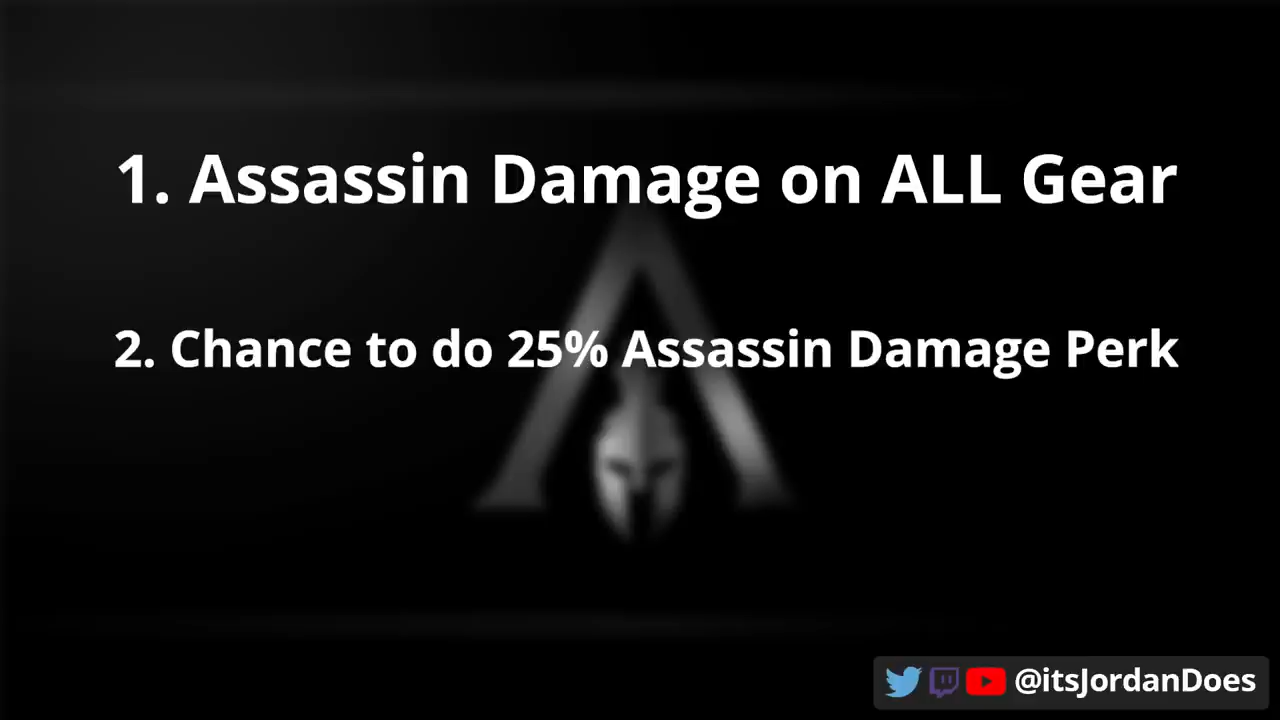 1. Assassin Damage on ALL Gear
2. Chance to do 25% Assassin Damage Perk
@itsJordanDoes